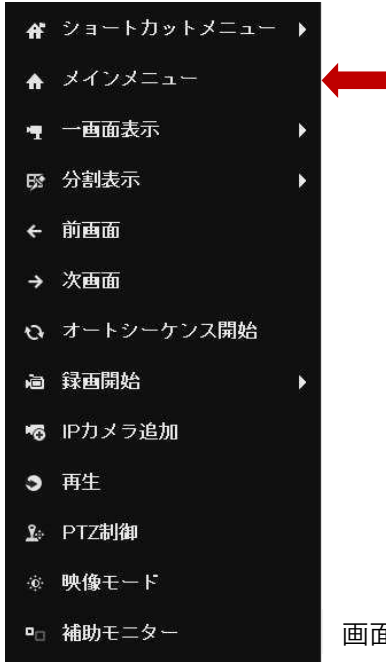 ショートカットメニュー
メインメニュー
一画面表示
分割表示
前画面
次画面
オートシーケンス開始
録画開始
IPカメラ追加
再生
PTZ制御
映像モード
補助モニター
画面